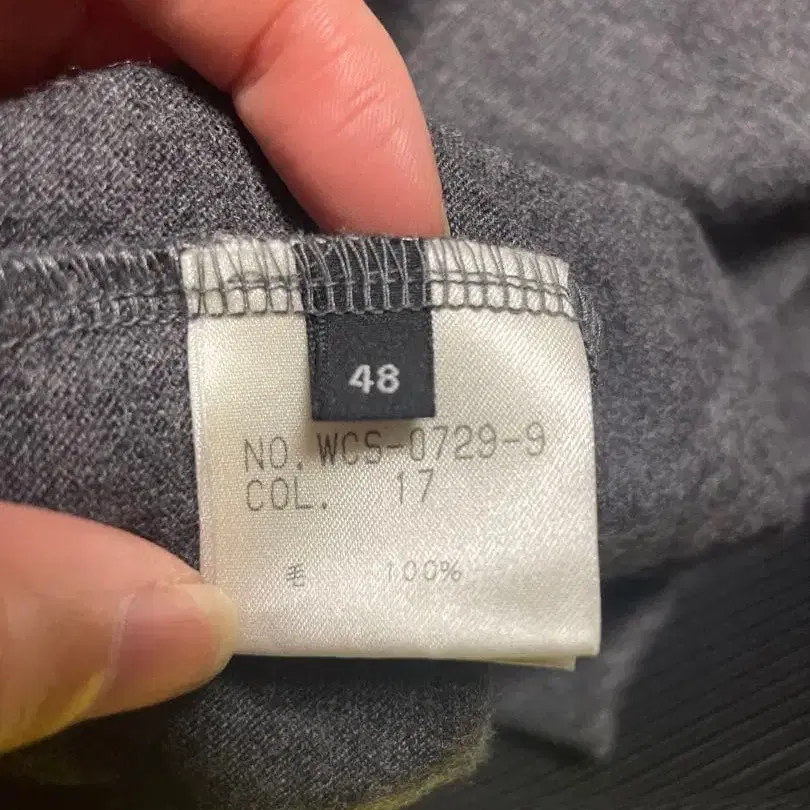 48
NO. WCS-0729-9
COL. 17
毛 100%